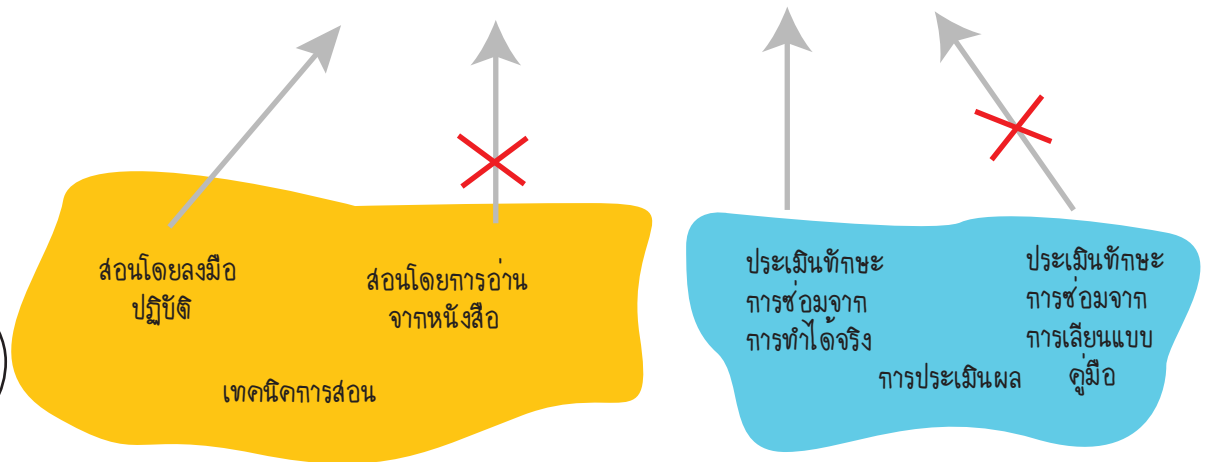 ส่อนโดยลงมือ
ปฏิบัติ
ส่อนโดยการอ่าน
จากหนังสือ
เทคนิคการส่อน
ประเมินทักษะ
การซ่อมจาก
การทำได้จริง
ประเมินทักษะ
การซ่อมจาก
การเลียนแบบ
คู่มือ
การประเมินผล